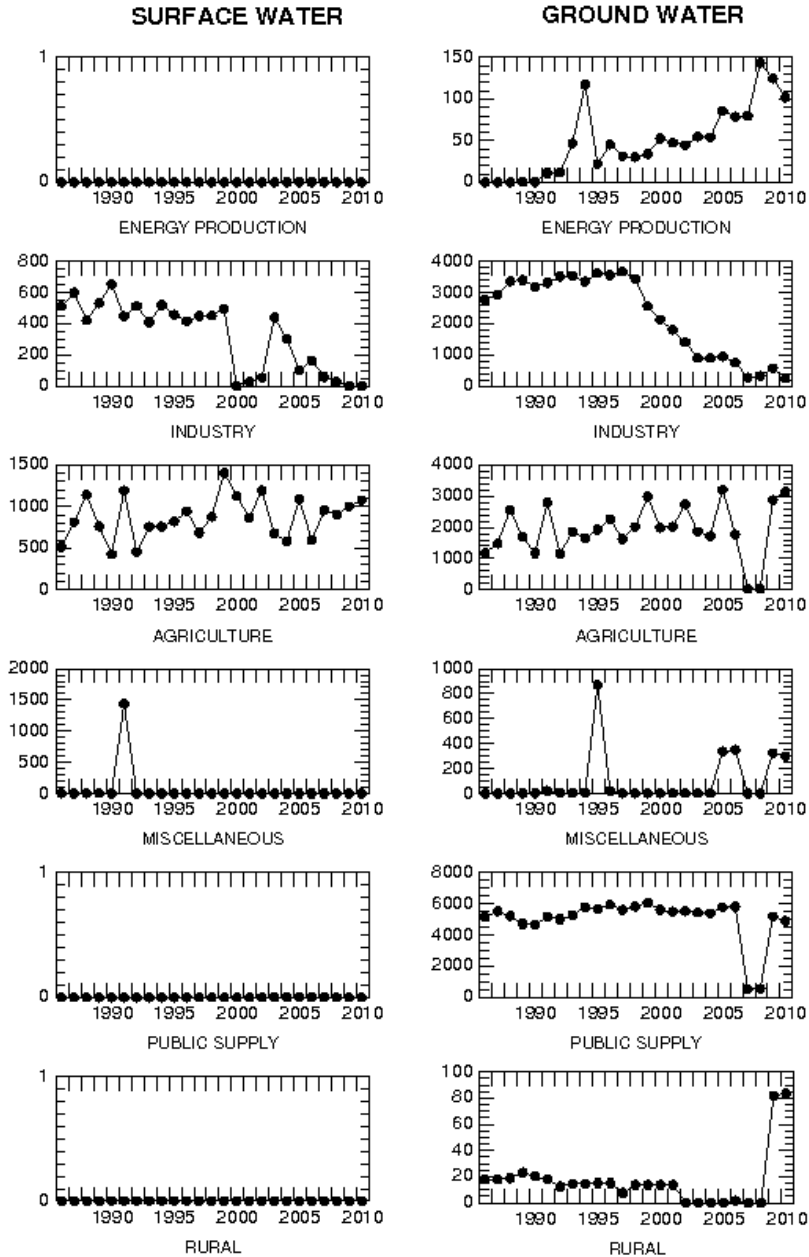 SURFACE WATER GROUND WATER
1
0
1990 1995 2000 2005 2010
ENERGY PRODUCTION
150
100
50
0
1990 1995 2000 2005 2010
ENERGY PRODUCTION
800
600
400
200
0
1990 1995 2000 2005 2010
INDUSTRY
4000
3000
2000
1000
0
1990 1995 2000 2005 2010
INDUSTRY
1500
1000
500
0
1990 1995 2000 2005 2010
AGRICULTURE
4000
3000
2000
1000
0
1990 1995 2000 2005 2010
AGRICULTURE
2000
1500
1000
500
0
1990 1995 2000 2005 2010
MISCELLANEOUS
1000
800
600
400
200
0
1990 1995 2000 2005 2010
MISCELLANEOUS
1
0
1990 1995 2000 2005 2010
PUBLIC SUPPLY
8000
6000
4000
2000
0
1990 1995 2000 2005 2010
PUBLIC SUPPLY
1
0
1990 1995 2000 2005 2010
RURAL
100
80
60
40
20
0
1990 1995 2000 2005 2010
RURAL